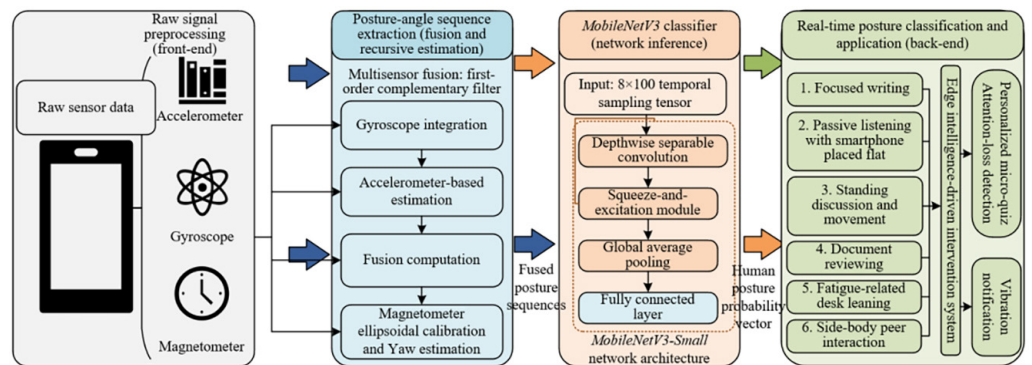 Raw signal
preprocessing
(front-end)
Raw sensor data
Accelerometer
Gyroscope
Magnetometer
Posture-angle sequence
extraction (fusion and
recursive estimation)
Multisensor fusion: first-
order complementary filter
Gyroscope integration
Accelerometer-based
estimation
Fusion computation
Magnetometer
ellipsoidal calibration
and Yaw estimation
Fused
posture
sequences
MobileNetV3 classifier
(network inference)
Input: 8×100 temporal
sampling tensor
Depthwise separable
convolution
Squeeze-and-
excitation module
Global average
pooling
Fully connected
layer
MobileNetV3-Small
network architecture
Human
posture
probability
vector
Real-time posture classification and
application (back-end)
1. Focused writing
2. Passive listening
with smartphone
placed flat
3. Standing
discussion and
movement
4. Document
reviewing
5. Fatigue-related
desk leaning
6. Side-body peer
interaction
Edge intelligence-driven intervention system
Personalized micro-quiz
Attention-loss detection
Vibration
notification